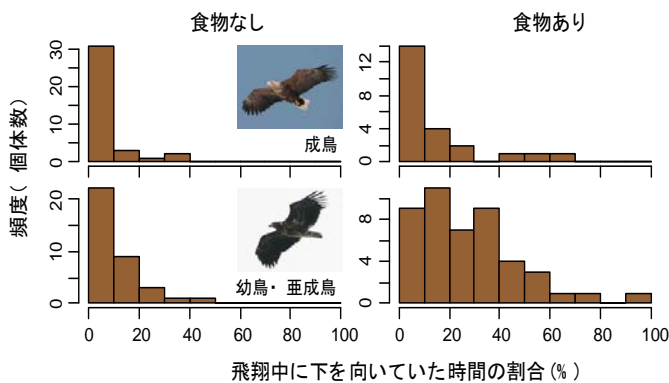 食物なし
食物あり
頻度( 個体数)
0 10 20 30
成鳥
0 4 8 12
0 10 20
幼鳥・亜成鳥
0 4 8
0 20 40 60 80 100
0 20 40 60 80 100
飛翔中に下を向いていた時間の割合(%)